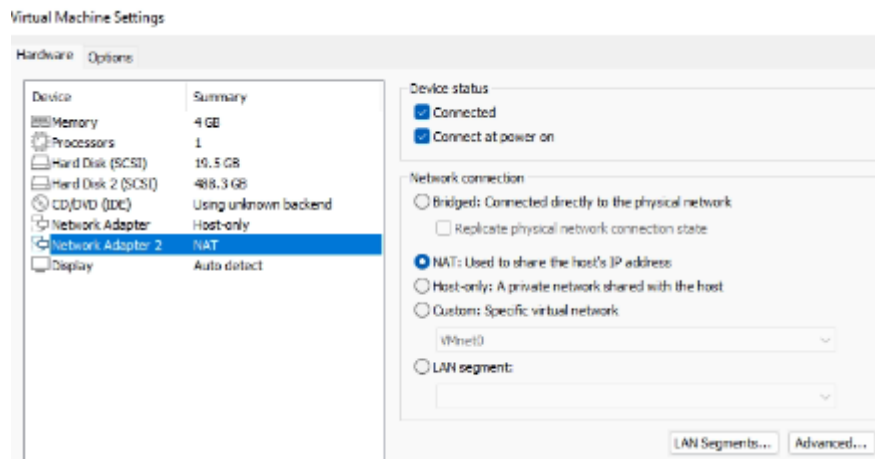 Virtual Machine Settings
Hardware Options
Device Summary
Memory 4 GB
Processors 1
Hard Disk (SCSI) 19.5 GB
Hard Disk 2 (SCSI) 488.3 GB
CD/DVD (IDE) Using unknown backend
Network Adapter Host-only
Network Adapter 2 NAT
Display Auto detect
Device status
Connected
Connect at power on
Network connection
Bridged: Connected directly to the physical network
Replicate physical network connection state
NAT: Used to share the host's IP address
Host-only: A private network shared with the host
Custom: Specific virtual network
VMnet0
LAN segment:
LAN Segments... Advanced...